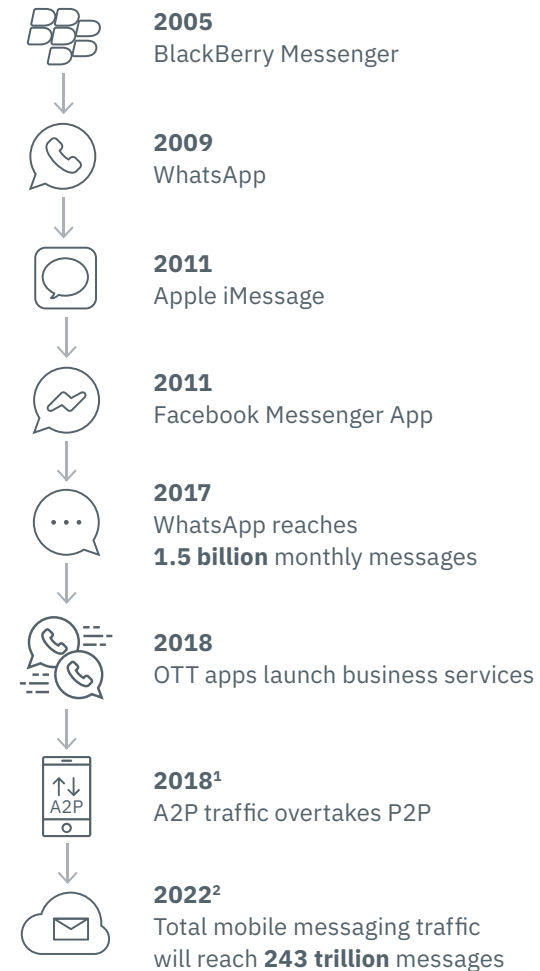 2005
BlackBerry Messenger
2009
WhatsApp
2011
Apple iMessage
2011
Facebook Messenger App
2017
WhatsApp reaches
1.5 billion monthly messages
2018
OTT apps launch business services
A2P
2018¹
A2P traffic overtakes P2P
2022²
Total mobile messaging traffic
will reach 243 trillion messages